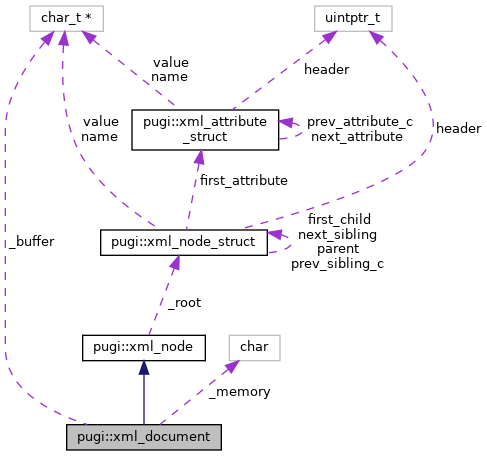 char_t *
uintptr_t
value
name
header
pugi::xml_attribute
_struct
prev_attribute_c
next_attribute
value
name
header
first_attribute
first_child
next_sibling
parent
prev_sibling_c
pugi::xml_node_struct
_buffer
_root
pugi::xml_node
char
_memory
pugi::xml_document